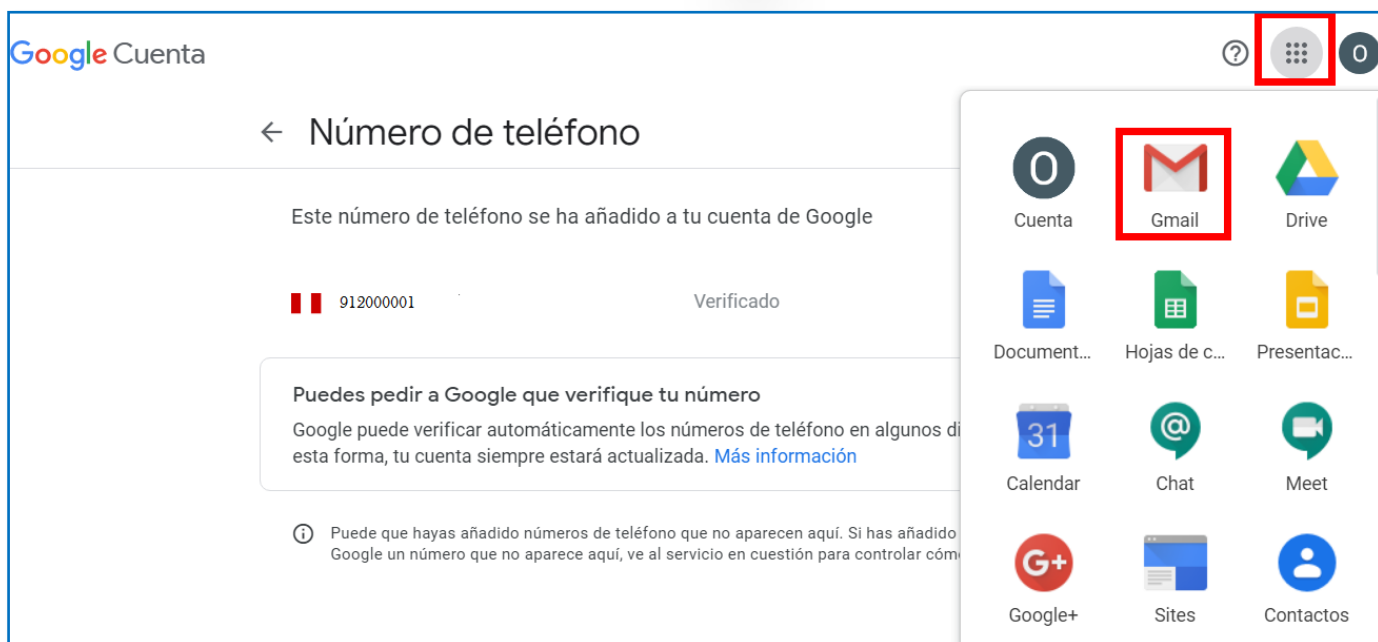 Google Cuenta
O
Número de teléfono
Este número de teléfono se ha añadido a tu cuenta de Google
912000001 Verificado
Puedes pedir a Google que verifique tu número
Google puede verificar automáticamente los números de teléfono en algunos di
esta forma, tu cuenta siempre estará actualizada. Más información
Puede que hayas añadido números de teléfono que no aparecen aquí. Si has añadido
Google un número que no aparece aquí, ve al servicio en cuestión para controlar cóm
O
Cuenta Gmail Drive
Document... Hojas de c... Presentac...
31 @
Calendar Chat Meet
G+
Google+ Sites Contactos